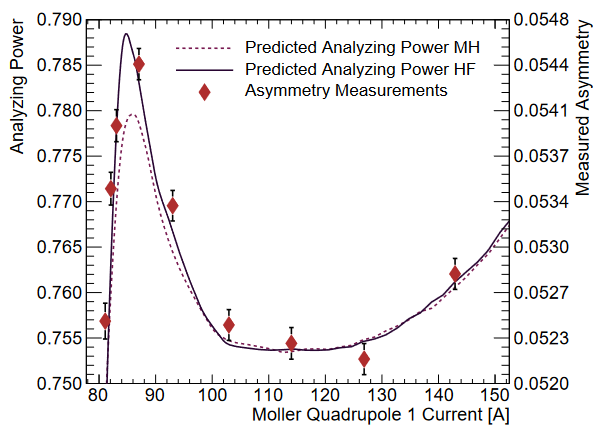 Analyzing Power
0.790
0.785
0.780
0.775
0.770
0.765
0.760
0.755
0.750
Predicted Analyzing Power MH
Predicted Analyzing Power HF
Asymmetry Measurements
0.0548
0.0544
0.0541
0.0537
0.0534
0.0530
0.0527
0.0523
0.0520
Measured Asymmetry
80 90 100 110 120 130 140 150
Moller Quadrupole 1 Current [A]